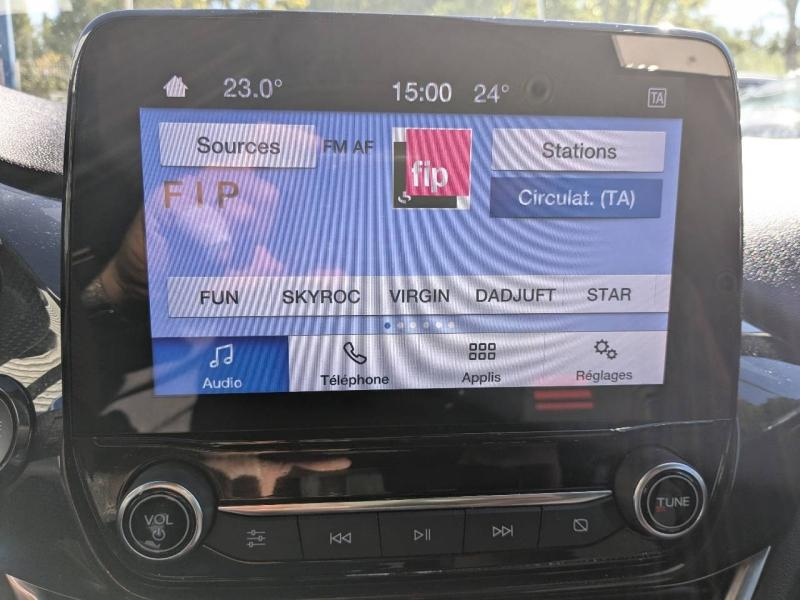 23.0° 15:00 24° TA
Sources FM AF fip Stations
FIP Circulat. (TA)
FUN SKYROC VIRGIN DADJUFT STAR
Audio Téléphone Applis Réglages
VOL TUNE